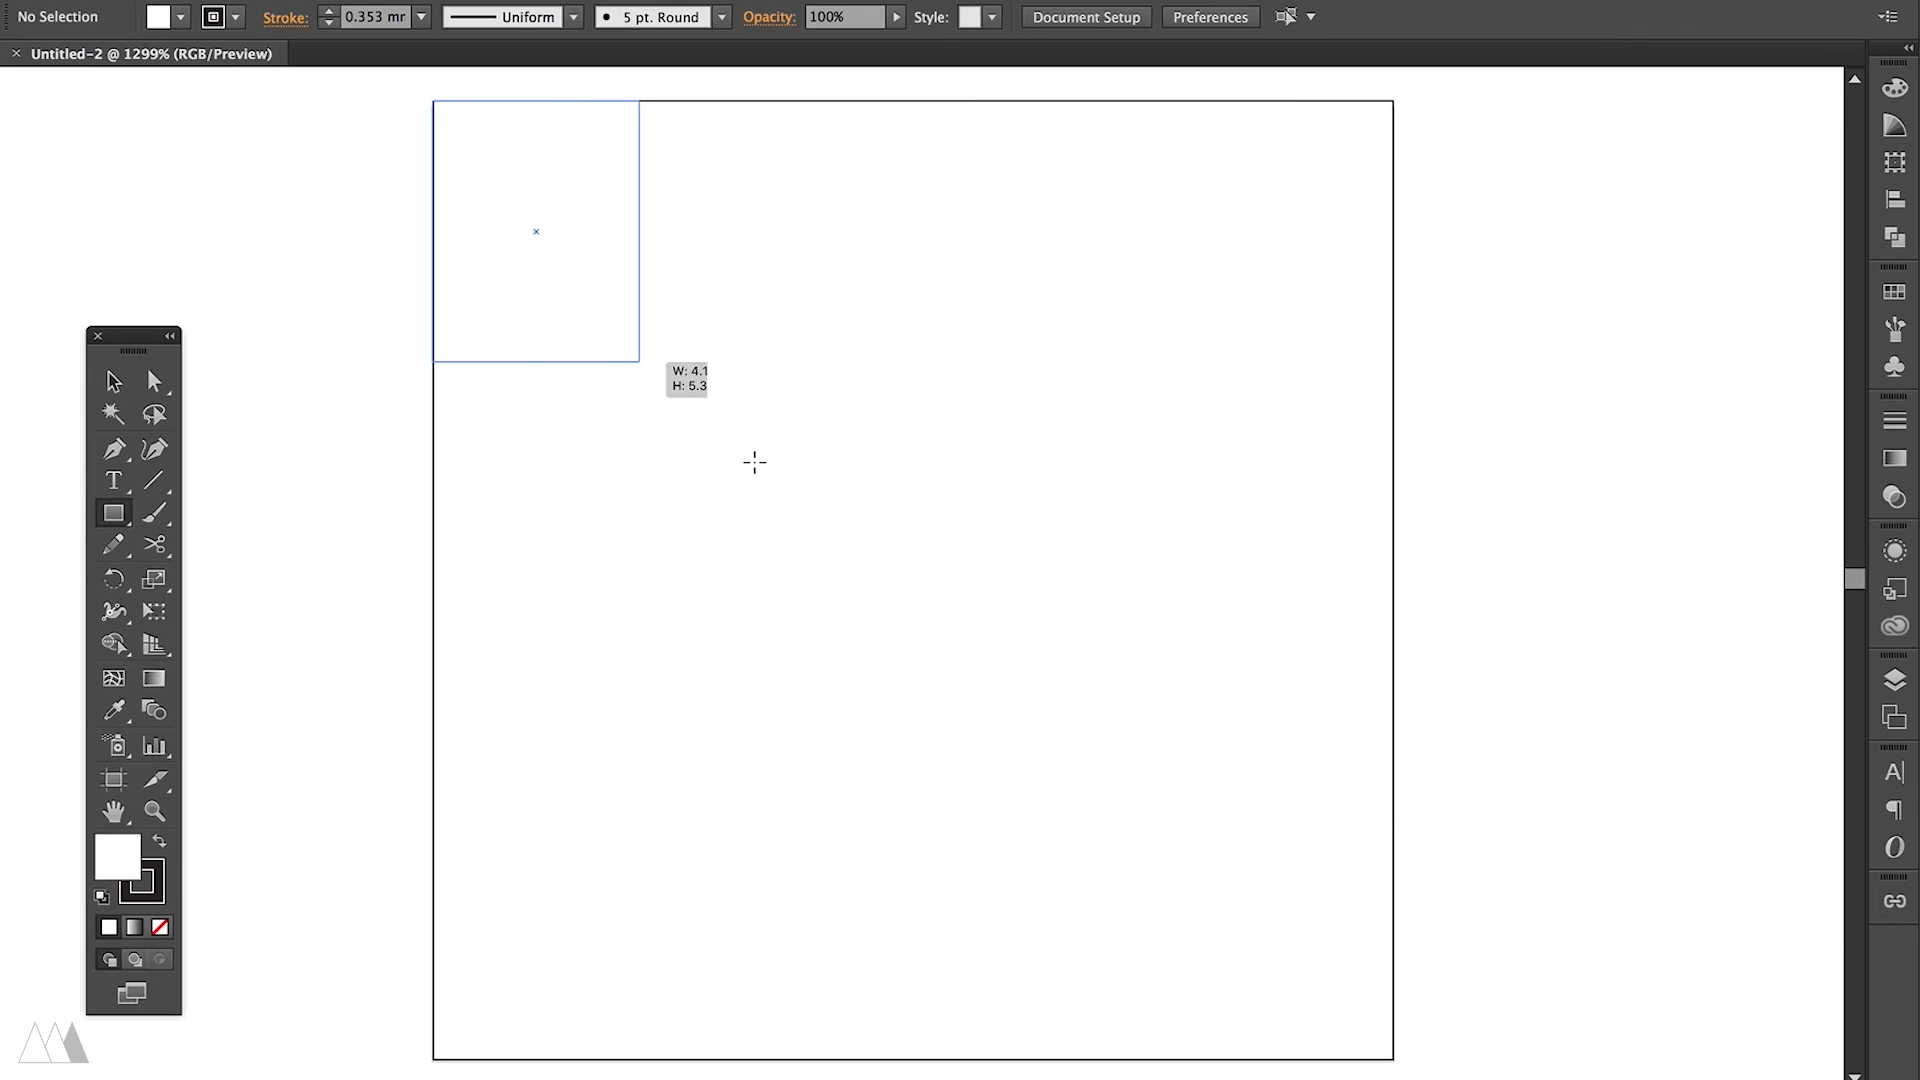 No Selection
Stroke:
0.353 mr
Uniform
5 pt. Round
Opacity:
100%
Style:
Document Setup
Preferences
Untitled-2 @ 1299% (RGB/Preview)
W: 4.1
H: 5.3